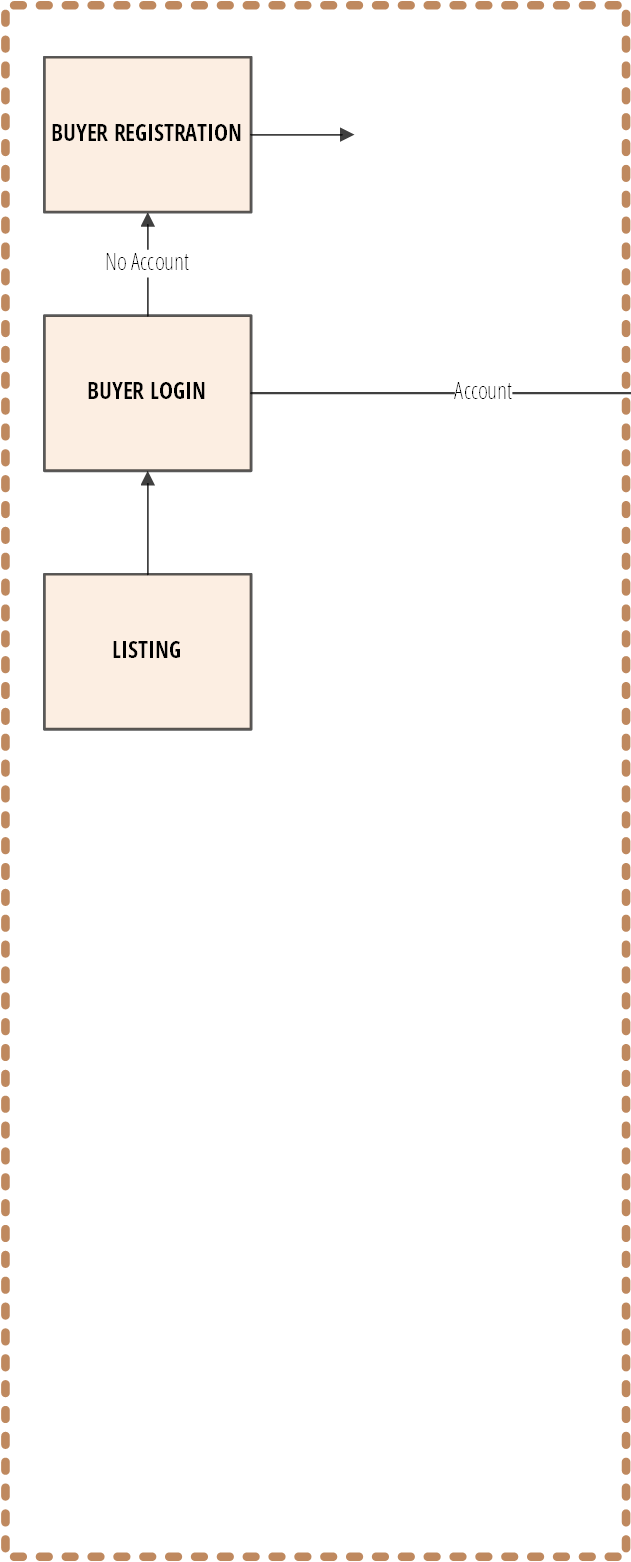 BUYER REGISTRATION
No Account
BUYER LOGIN
Account
LISTING